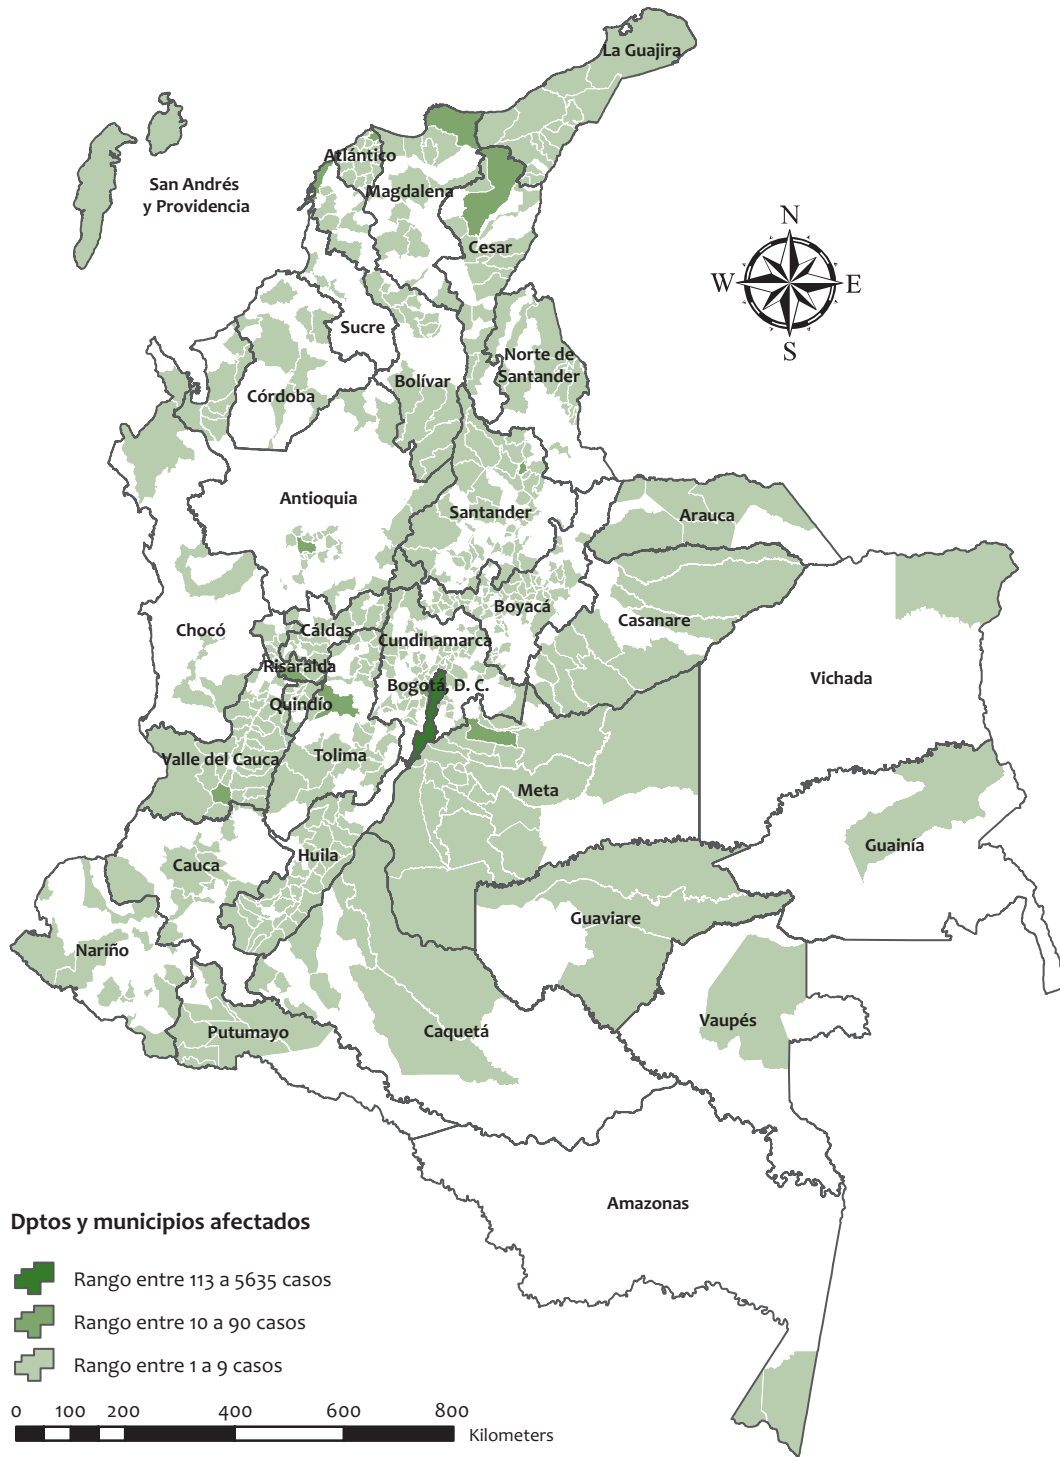 La Guajira
Atlántico
San Andrés
y Providencia
Magdalena
N
Cesar
W
E
Sucre
S
Norte de
Santander
Bolívar
Córdoba
Antioquia
Santander
Arauca
Boyacá
Casanare
Chocó
Cáldas
Cundinamarca
Risaralda
Vichada
Bogotá, D. C.
Quindío
Valle del Cauca
Tolima
Meta
Guainía
Huila
Cauca
Guaviare
Nariño
Vaupés
Putumayo
Caquetá
Amazonas
Dptos y municipios afectados
Rango entre 113 a 5635 casos
Rango entre 10 a 90 casos
Rango entre 1 a 9 casos
0 100 200 400 600 800
Kilometers